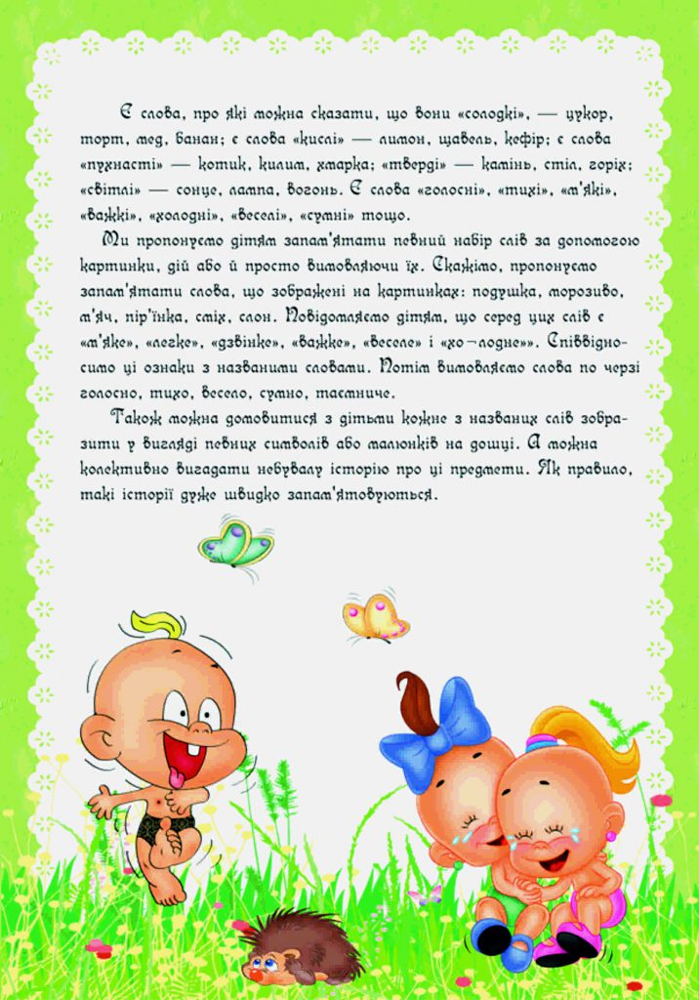 Є слова, про які можна сказати, що вони «солодкі», — цукор,
торт, мед, банан; є слова «кислі» — лимон, щавель, кефір; є слова
«пухнасті» — котик, килим, хмарка; «тверді» — камінь, стіл, горіх;
«світлі» — сонце, лампа, вогонь. Є слова «голосні», «тихі», «м'які»,
«важкі», «холодні», «веселі», «сумні» тощо.
Ми пропонуємо дітям запам'ятати певний набір слів за допомогою
картинки, дій або й просто вимовляючи їх. Скажімо, пропонуємо
запам'ятати слова, що зображені на картинках: подушка, морозиво,
м'яч, пір'їнка, сміх, слон. Повідомляємо дітям, що серед цих слів є
«м'яке», «легке», «дзвінке», «важке», «веселе» і «хо¬лодне»». Співвідно-
симо ці ознаки з названими словами. Потім вимовляємо слова по черзі
голосно, тихо, весело, сумно, таємниче.
Також можна домовитися з дітьми кожне з названих слів зобра-
зити у вигляді певних символів або малюнків на дошці. А можна
колективно вигадати небувалу історію про ці предмети. Як правило,
такі історії дуже швидко запам'ятовуються.